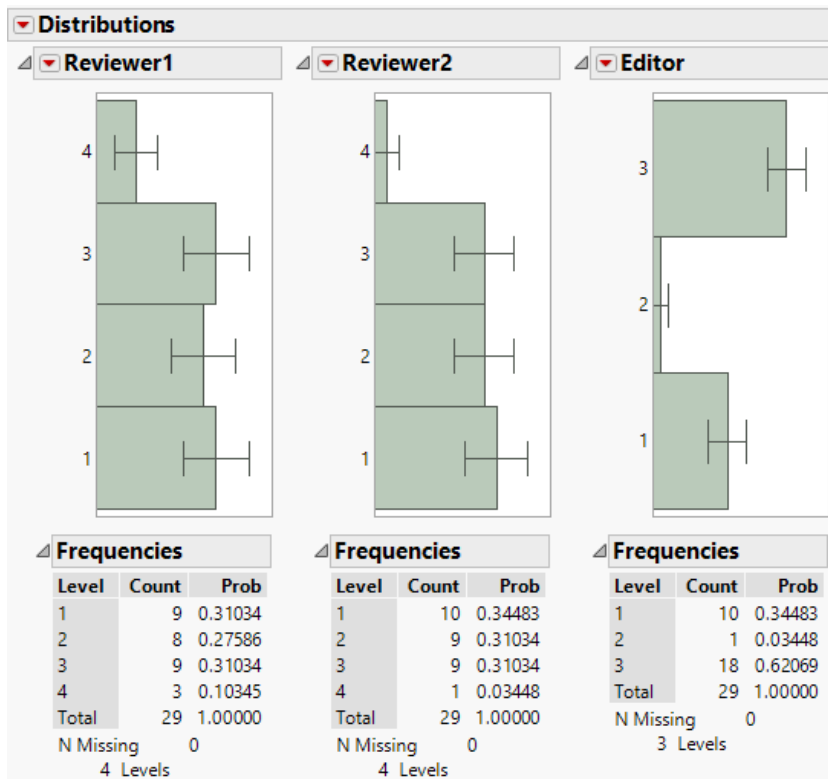 Distributions
Reviewer1
4
3
2
1
Frequencies
Level Count Prob
1 9 0.31034
2 8 0.27586
3 9 0.31034
4 3 0.10345
Total 29 1.00000
N Missing 0
4 Levels
Reviewer2
4
3
2
1
Frequencies
Level Count Prob
1 10 0.34483
2 9 0.31034
3 9 0.31034
4 1 0.03448
Total 29 1.00000
N Missing 0
4 Levels
Editor
3
2
1
Frequencies
Level Count Prob
1 10 0.34483
2 1 0.03448
3 18 0.62069
Total 29 1.00000
N Missing 0
3 Levels